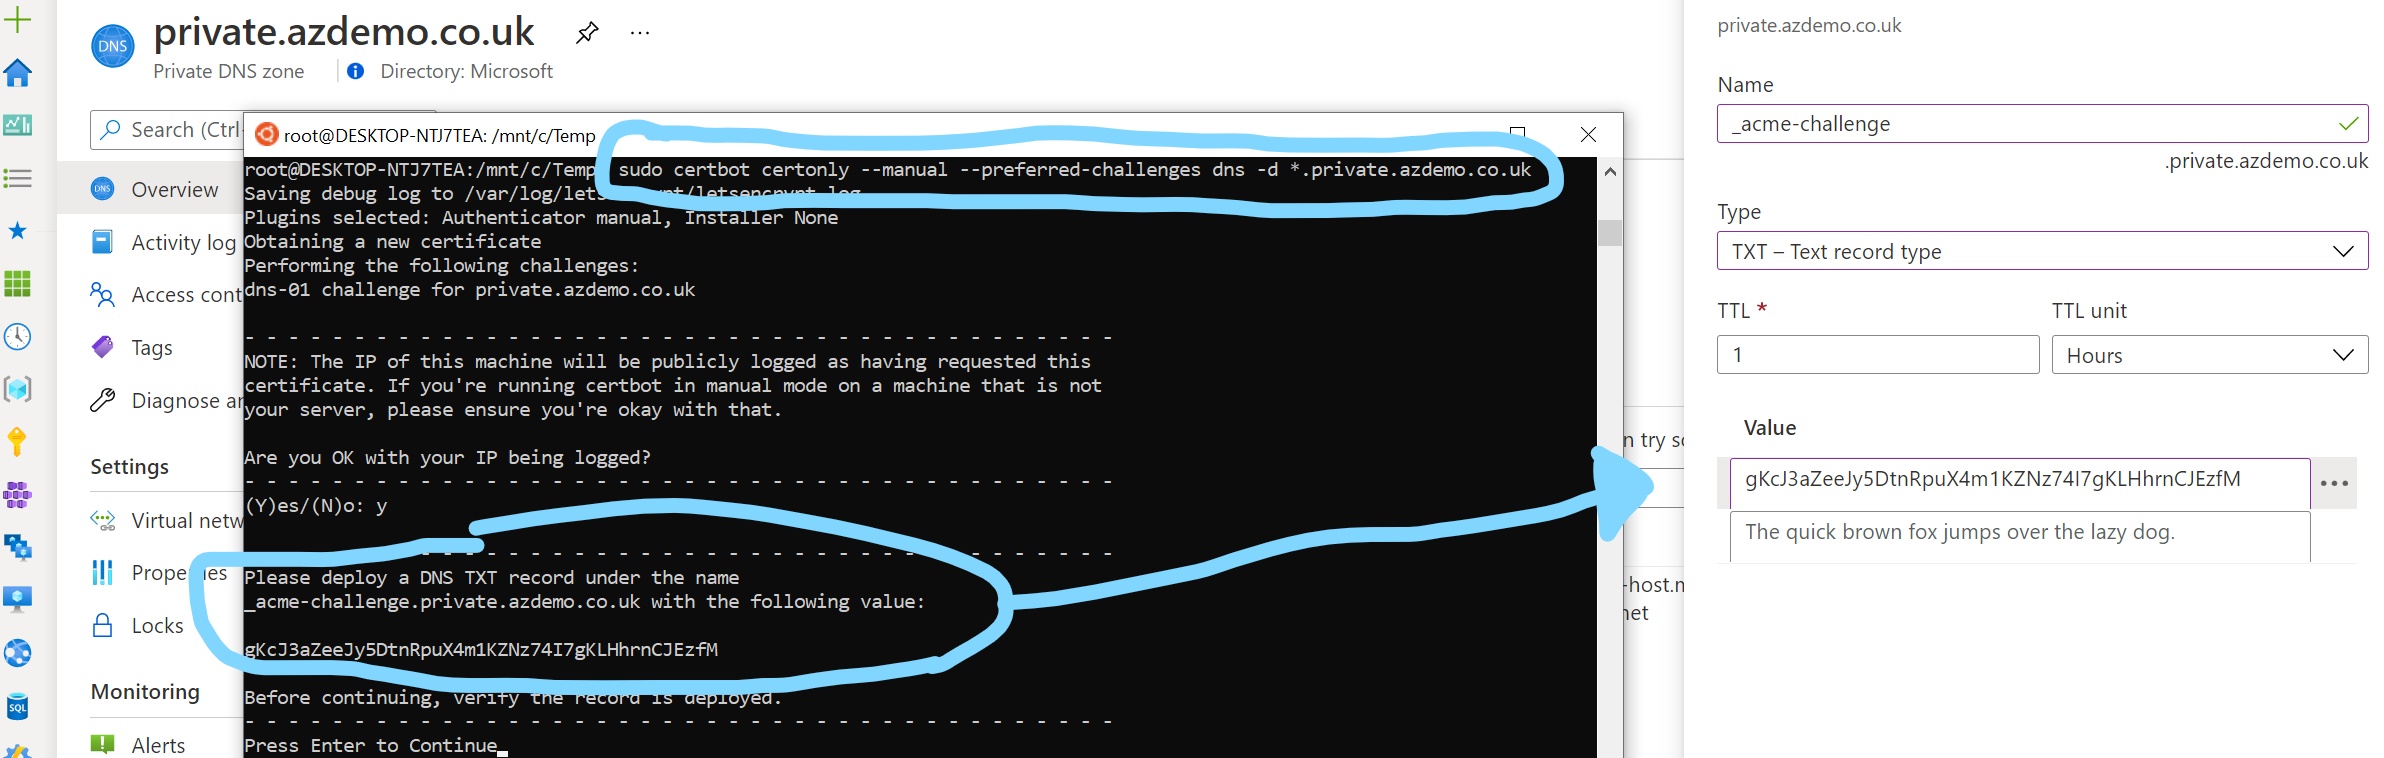 private.azdemo.co.uk
...
DNS
Private DNS zone
Directory: Microsoft
Search (Ctrl-
Overview
Activity log
Access cont
Tags
Diagnose ar
Settings
Virtual netw
Properties
Locks
Monitoring
Alerts
SQL
root@DESKTOP-NTJ7TEA: /mnt/c/Temp
root@DESKTOP-NTJ7TEA:/mnt/c/Temp sudo certbot certonly --manual --preferred-challenges dns -d *.private.azdemo.co.uk
Saving debug log to /var/log/letsencrypt/letsencrypt.log
Plugins selected: Authenticator manual, Installer None
Obtaining a new certificate
Performing the following challenges:
dns-01 challenge for private.azdemo.co.uk
- - - - - - - - - - - - - - - - - - - - - - - - - - - - - - - - - - - - - - - -
NOTE: The IP of this machine will be publicly logged as having requested this
certificate. If you're running certbot in manual mode on a machine that is not
your server, please ensure you're okay with that.
Are you OK with your IP being logged?
- - - - - - - - - - - - - - - - - - - - - - - - - - - - - - - - - - - - - - - -
(Y)es/(N)o: y
- - - - - - - - - - - - - - - - - - - - - - - - - - - - - - - -
Please deploy a DNS TXT record under the name
_acme-challenge.private.azdemo.co.uk with the following value:
gKcJ3aZeeJy5DtnRpuX4m1KZNz74I7gKLHhrnCJEzfM
Before continuing, verify the record is deployed.
- - - - - - - - - - - - - - - - - - - - - - - - - - - - - - - - - - - - - - - -
Press Enter to Continue
n try so
-host.m
net
private.azdemo.co.uk
Name
_acme-challenge
.private.azdemo.co.uk
Type
TXT – Text record type
TTL *
TTL unit
1
Hours
Value
gKcJ3aZeeJy5DtnRpuX4m1KZNz74I7gKLHhrnCJEzfM
...
The quick brown fox jumps over the lazy dog.